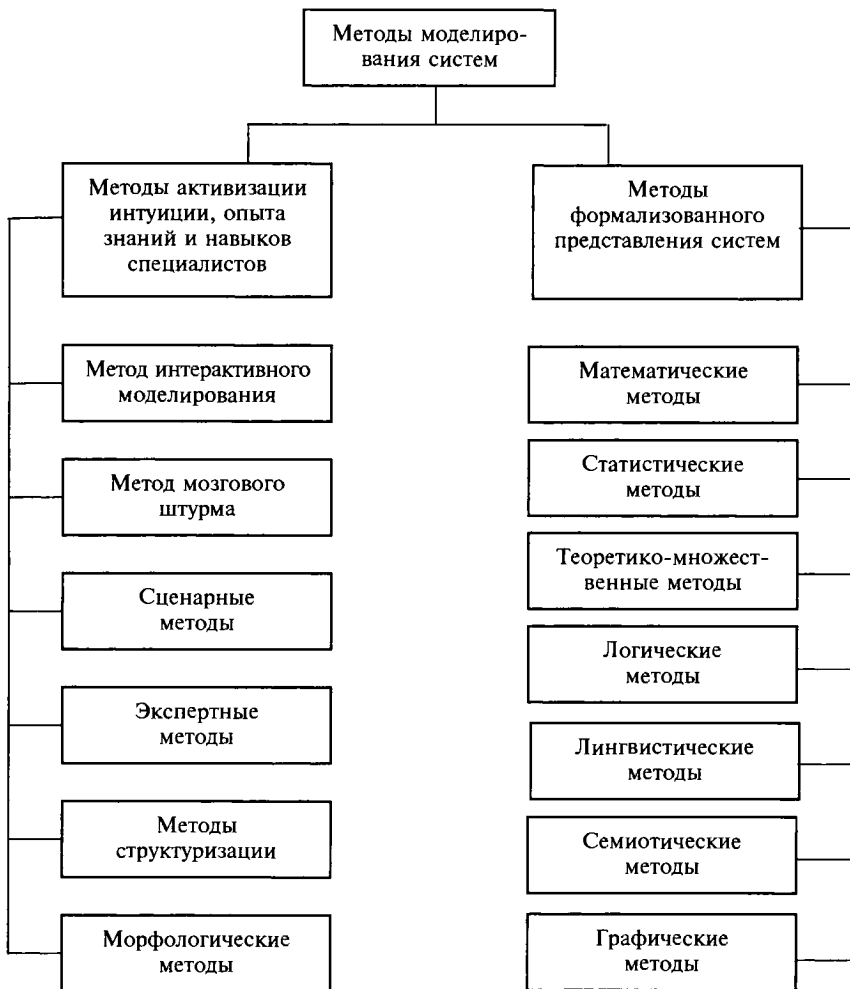 Методы моделиро-
вания систем
Методы активизации
интуиции, опыта
знаний и навыков
специалистов
Методы
формализованного
представления систем
Метод интерактивного
моделирования
Математические
методы
Метод мозгового
штурма
Статистические
методы
Сценарные
методы
Теоретико-множест-
венные методы
Экспертные
методы
Логические
методы
Методы
структуризации
Лингвистические
методы
Морфологические
методы
Семиотические
методы
Графические
методы